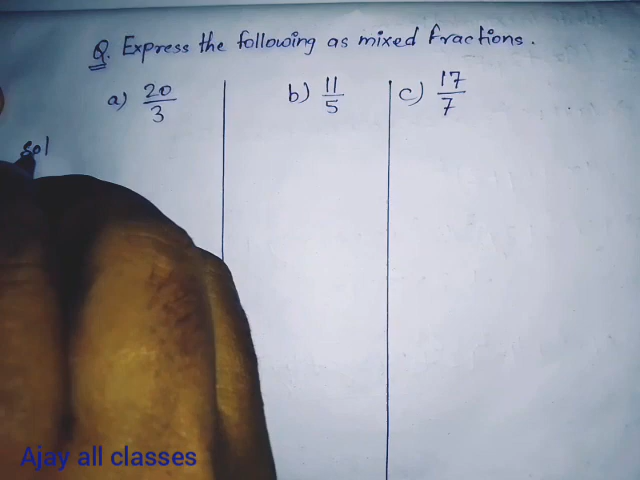 Q. Express the following as mixed fractions.
a) 20/3 b) 11/5 c) 17/7
sol
Ajay all classes